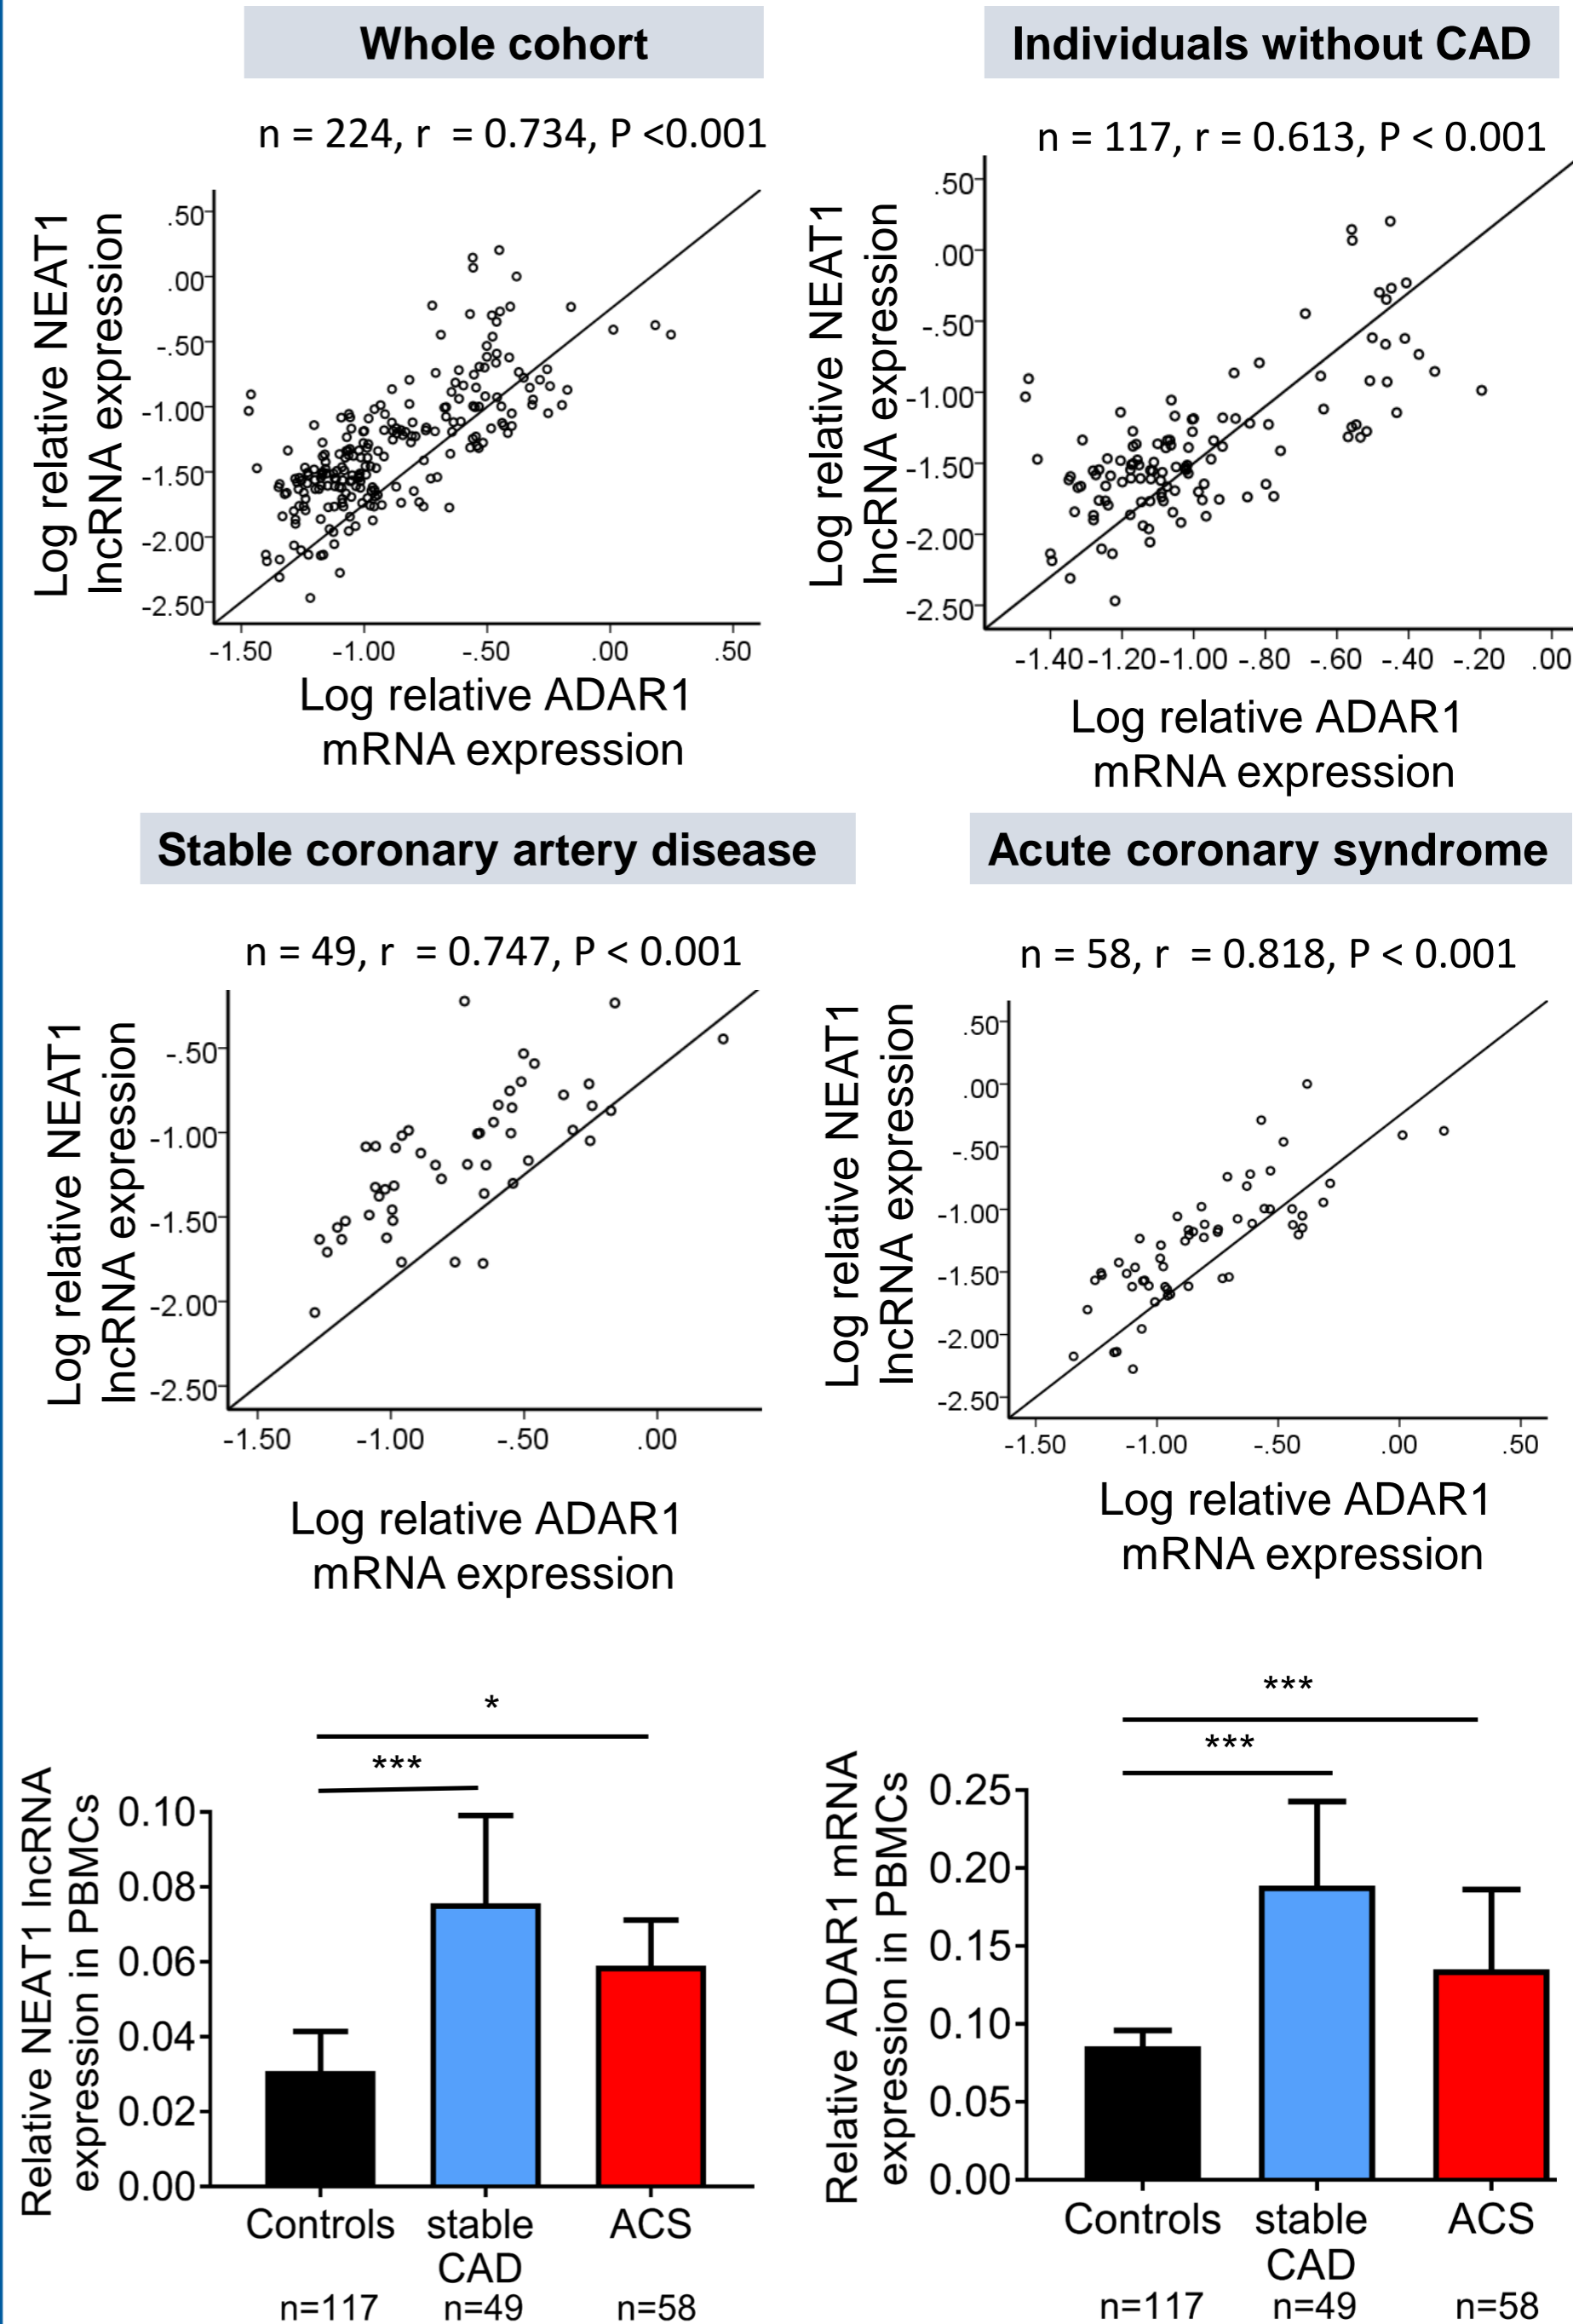 Whole cohort
n = 224, r  = 0.734, P <0.001
Log relative NEAT1
lncRNA expression
.50
.00
-.50
-1.00
-1.50
-2.00
-2.50
-1.50 -1.00 -.50 .00 .50
Log relative ADAR1
mRNA expression
Individuals without CAD
n = 117, r = 0.613, P < 0.001
Log relative NEAT1
lncRNA expression
.50
.00
-.50
-1.00
-1.50
-2.00
-2.50
-1.40 -1.20 -1.00 -.80 -.60 -.40 -.20 .00
Log relative ADAR1
mRNA expression
Stable coronary artery disease
n = 49, r  = 0.747, P < 0.001
Log relative NEAT1
lncRNA expression
-.50
-1.00
-1.50
-2.00
-2.50
-1.50 -1.00 -.50 .00
Log relative ADAR1
mRNA expression
Acute coronary syndrome
n = 58, r  = 0.818, P < 0.001
Log relative NEAT1
lncRNA expression
.50
.00
-.50
-1.00
-1.50
-2.00
-2.50
-1.50 -1.00 -.50 .00 .50
Log relative ADAR1
mRNA expression
*
***
Relative NEAT1 lncRNA
expression in PBMCs
0.10
0.08
0.06
0.04
0.02
0.00
Controls stable ACS
CAD
n=117 n=49 n=58
***
***
Relative ADAR1 mRNA
expression in PBMCs
0.25
0.20
0.15
0.10
0.05
0.00
Controls stable ACS
CAD
n=117 n=49 n=58